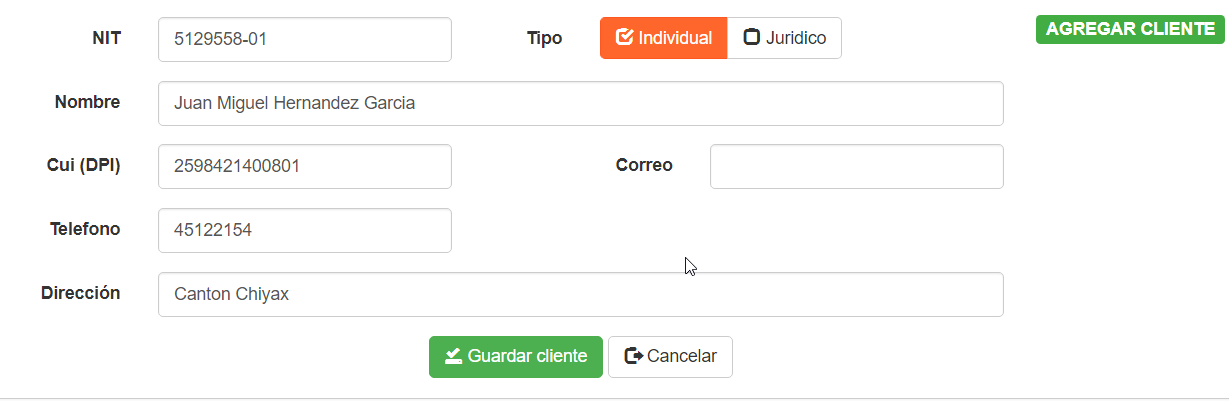 NIT 5129558-01 Tipo Individual Juridico AGREGAR CLIENTE
Nombre Juan Miguel Hernandez Garcia
Cui (DPI) 2598421400801 Correo
Telefono 45122154
Dirección Canton Chiyax
Guardar cliente Cancelar